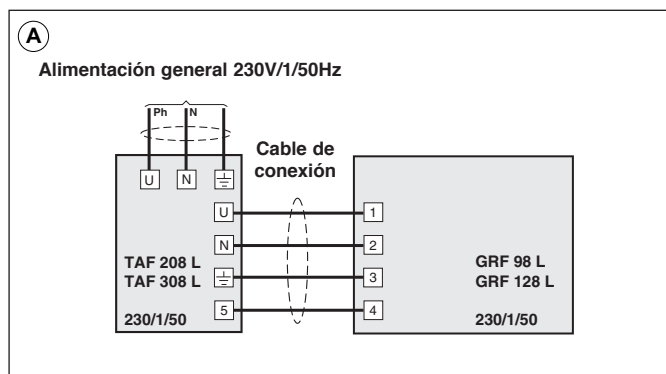 A
Alimentación general 230V/1/50Hz
Ph N
Cable de
conexión
U N
U 1
N 2
TAF 208 L
TAF 308 L
3
GRF 98 L
GRF 128 L
5 4
230/1/50
230/1/50